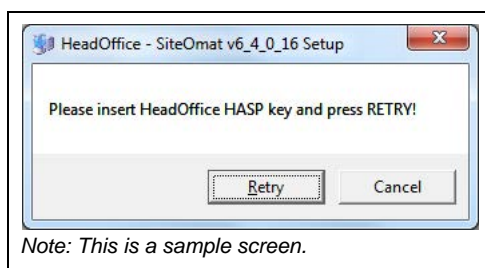 HeadOffice - SiteOmat v6_4_0_16 Setup
Please insert HeadOffice HASP key and press RETRY!
Retry
Cancel
Note: This is a sample screen.